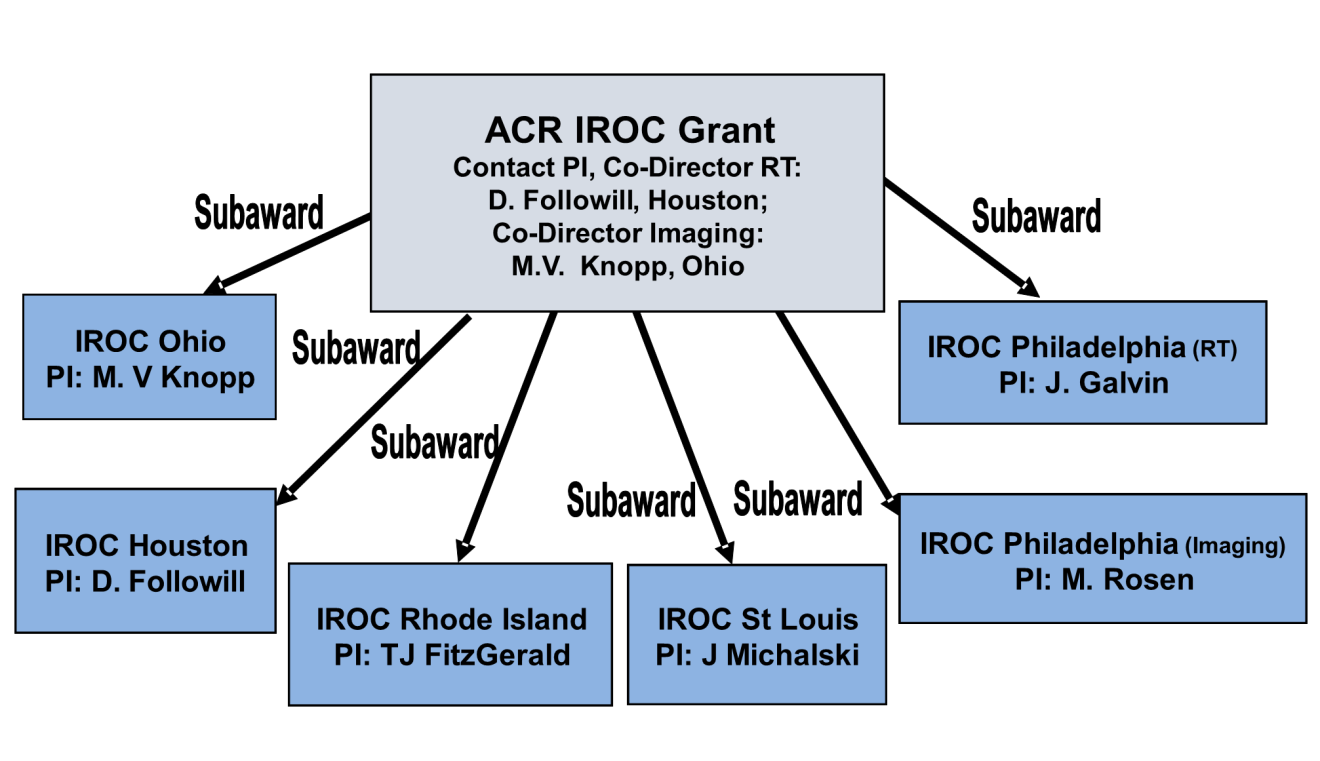 ACR IROC Grant
Contact PI, Co-Director RT:
D. Followill, Houston;
Co-Director Imaging:
M.V. Knopp, Ohio
Subaward
Subaward
IROC Ohio
PI: M. V Knopp
Subaward
IROC Philadelphia (RT)
PI: J. Galvin
Subaward
Subaward
Subaward
IROC Houston
PI: D. Followill
IROC Philadelphia (Imaging)
PI: M. Rosen
IROC Rhode Island
PI: TJ FitzGerald
IROC St Louis
PI: J Michalski